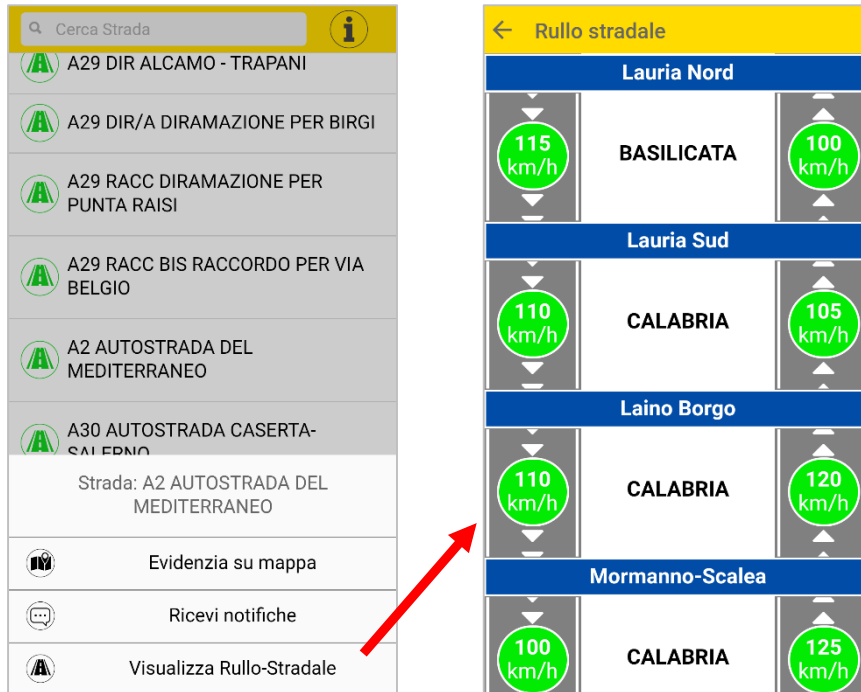 Cerca Strada
i
A29 DIR ALCAMO - TRAPANI
A29 DIR/A DIRAMAZIONE PER BIRGI
A29 RACC DIRAMAZIONE PER
PUNTA RAISI
A29 RACC BIS RACCORDO PER VIA
BELGIO
A2 AUTOSTRADA DEL
MEDITERRANEO
A30 AUTOSTRADA CASERTA-
SALERNO
Strada: A2 AUTOSTRADA DEL
MEDITERRANEO
Evidenzia su mappa
Ricevi notifiche
Visualizza Rullo-Stradale
Rullo stradale
Lauria Nord
115
km/h
BASILICATA
100
km/h
Lauria Sud
110
km/h
CALABRIA
105
km/h
Laino Borgo
110
km/h
CALABRIA
120
km/h
Mormanno-Scalea
100
km/h
CALABRIA
125
km/h